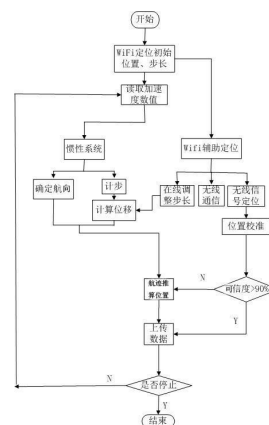 开始
WiFi定位初始
位置、步长
读取加速
度数值
惯性系统
Wifi辅助定位
确定航向
计步
在线调
整步长
无线
通信
无线信
号定位
计算位移
位置校准
航迹推
算位置
N
可信度>90%
Y
上传
数据
N
是否停止
Y
结束